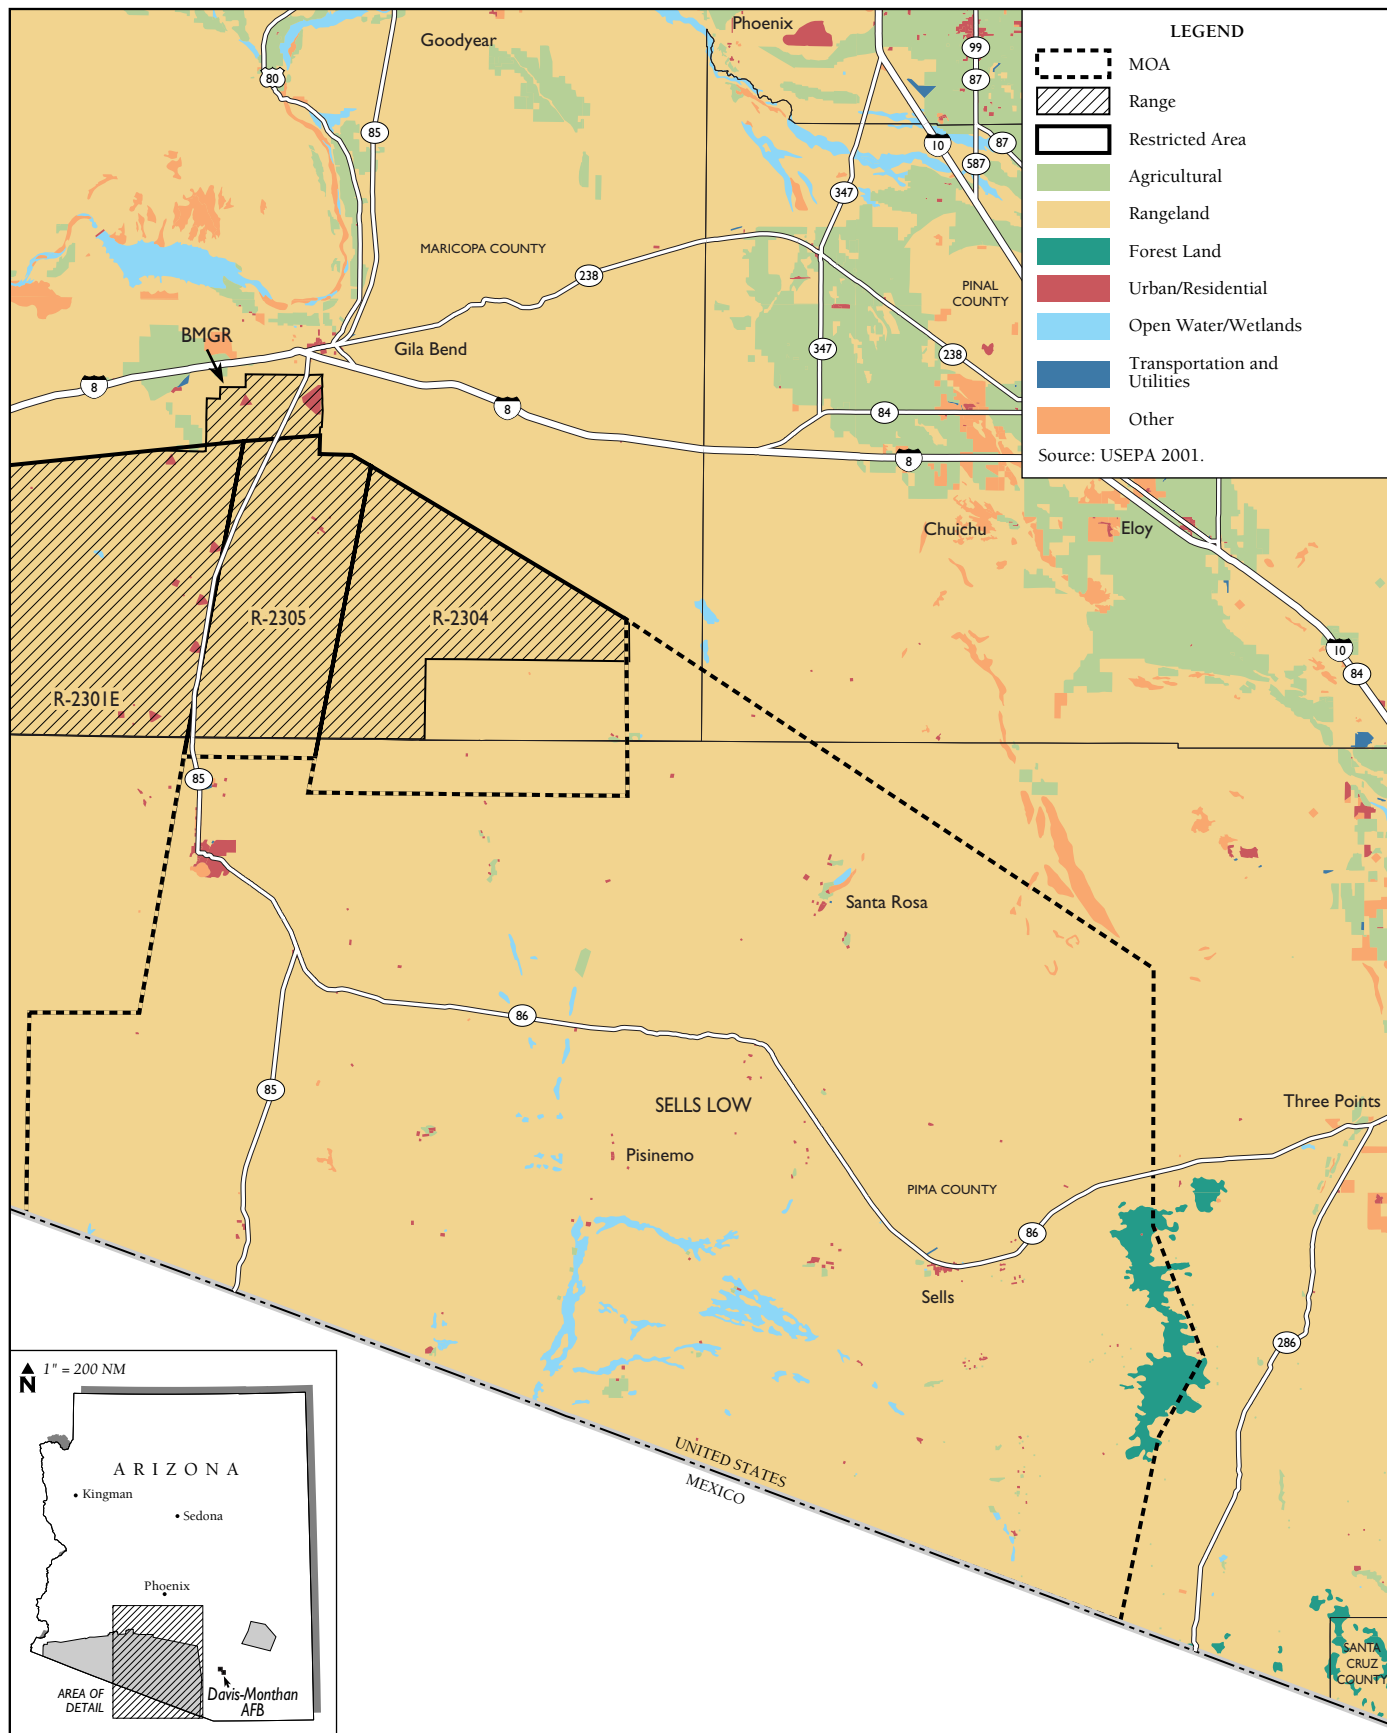 Phoenix
Goodyear
99
80
87
85
10
87
587
347
MARICOPA COUNTY
238
PINAL
COUNTY
BMGR
Gila Bend
347
238
8
8
84
8
LEGEND
MOA
Range
Restricted Area
Agricultural
Rangeland
Forest Land
Urban/Residential
Open Water/Wetlands
Transportation and
Utilities
Other
Source: USEPA 2001.
Chuichu
Eloy
R-2305
R-2304
R-2301E
10
84
85
Santa Rosa
86
85
SELLS LOW
Three Points
Pisinemo
PIMA COUNTY
86
Sells
286
UNITED STATES
MEXICO
SANTA
CRUZ
COUNTY
1" = 200 NM
N
ARIZONA
Kingman
Sedona
Phoenix
AREA OF
DETAIL
Davis-Monthan
AFB